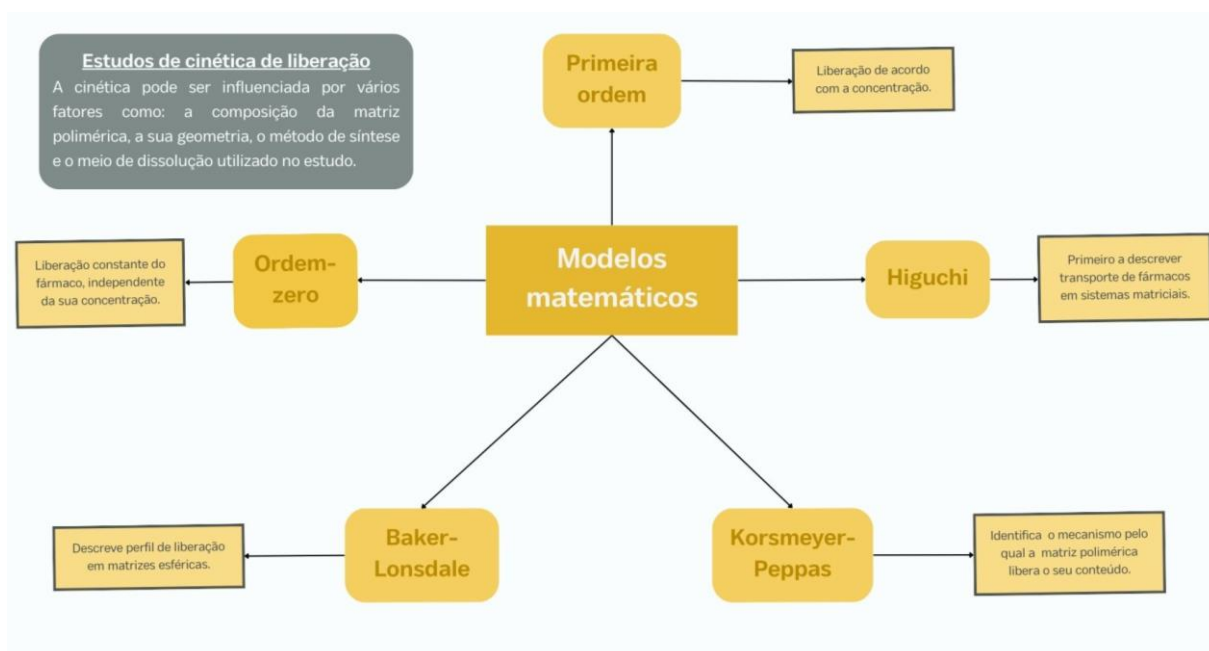 Estudos de cinética de liberação
A cinética pode ser influenciada por vários
fatores como: a composição da matriz
polimérica, a sua geometria, o método de síntese
e o meio de dissolução utilizado no estudo.
Primeira
ordem
Liberação de acordo
com a concentração.
Modelos
matemáticos
Ordem-
zero
Liberação constante do
fármaco, independente
da sua concentração.
Higuchi
Primeiro a descrever
transporte de fármacos
em sistemas matriciais.
Baker-
Lonsdale
Descreve perfil de liberação
em matrizes esféricas.
Korsmeyer-
Peppas
Identifica o mecanismo pelo
qual a matriz polimérica
libera o seu conteúdo.